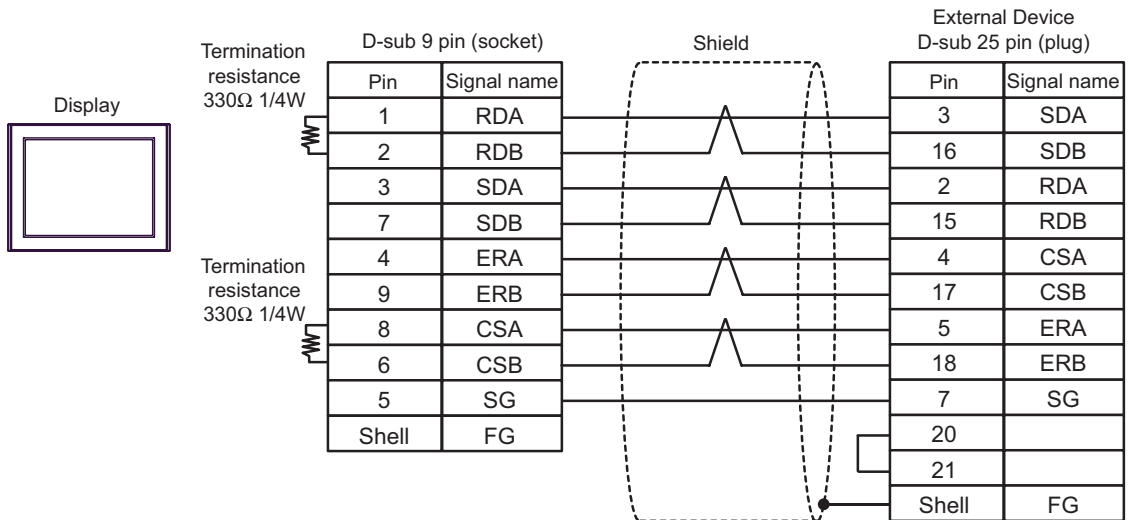 External Device
D-sub 9 pin (socket)
Shield
D-sub 25 pin (plug)
Termination
resistance
330Ω 1/4W
Display
Pin Signal name
Pin Signal name
1 RDA
3 SDA
2 RDB
16 SDB
3 SDA
2 RDA
7 SDB
15 RDB
Termination
resistance
330Ω 1/4W
4 ERA
4 CSA
9 ERB
17 CSB
8 CSA
5 ERA
6 CSB
18 ERB
5 SG
7 SG
Shell FG
20
21
Shell FG